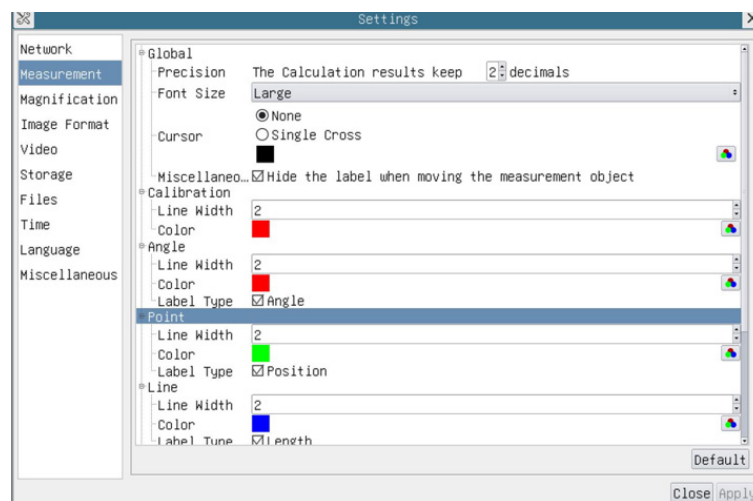 Settings
Network
Measurement
Magnification
Image Format
Video
Storage
Files
Time
Language
Miscellaneous
Global
Precision The Calculation results keep 2 decimals
Font Size Large
None
Cursor Single Cross
Miscellaneo... Hide the label when moving the measurement object
Calibration
Line Width 2
Color
Angle
Line Width 2
Color
Label Type Angle
Point
Line Width 2
Color
Label Type Position
Line
Line Width 2
Color
Label Type Length
Default
Close Apply